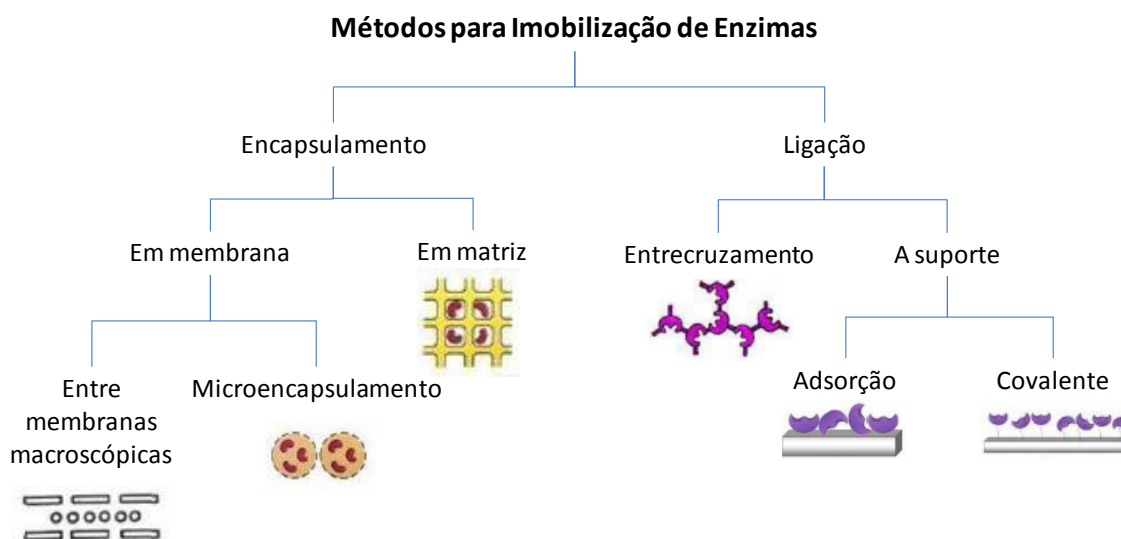 Métodos para Imobilização de Enzimas
Encapsulamento
Ligação
Em membrana
Em matriz
Entrecruzamento
A suporte
Entre
membranas
macroscópicas
Microencapsulamento
Adsorção
Covalente